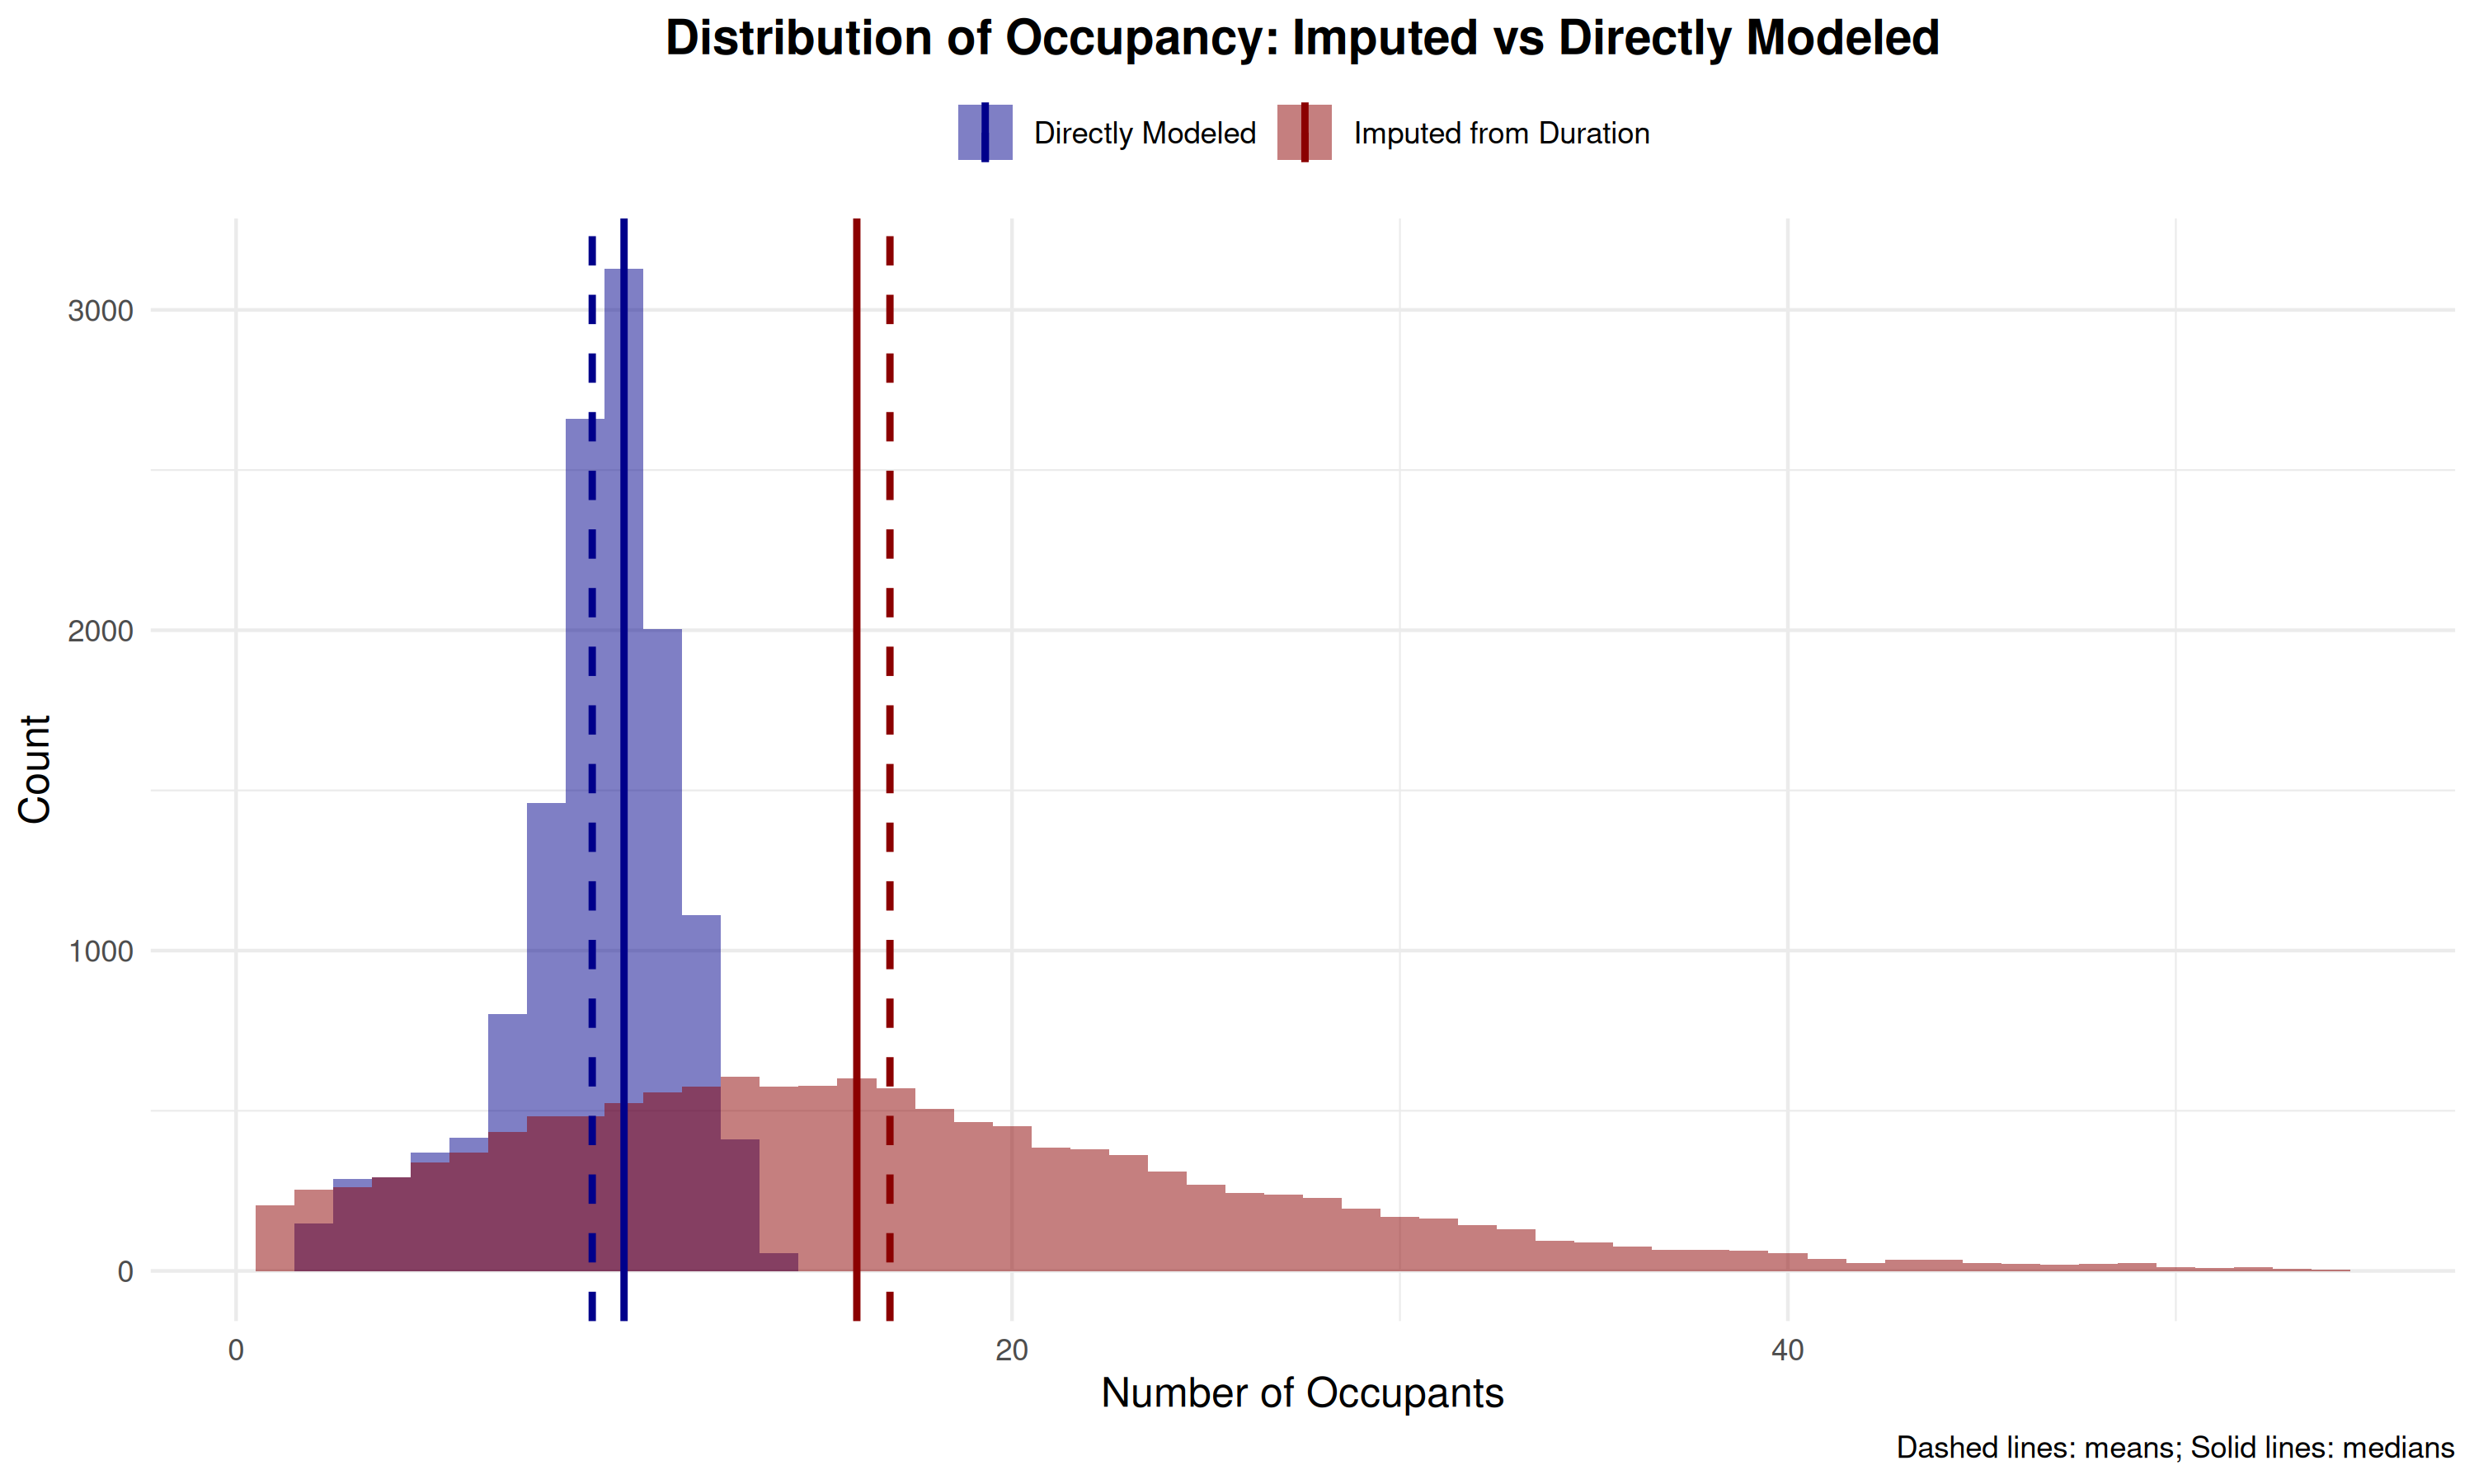 Distribution of Occupancy: Imputed vs Directly Modeled
Directly Modeled Imputed from Duration
Count
3000
2000
1000
0
0 20 40
Number of Occupants
Dashed lines: means; Solid lines: medians